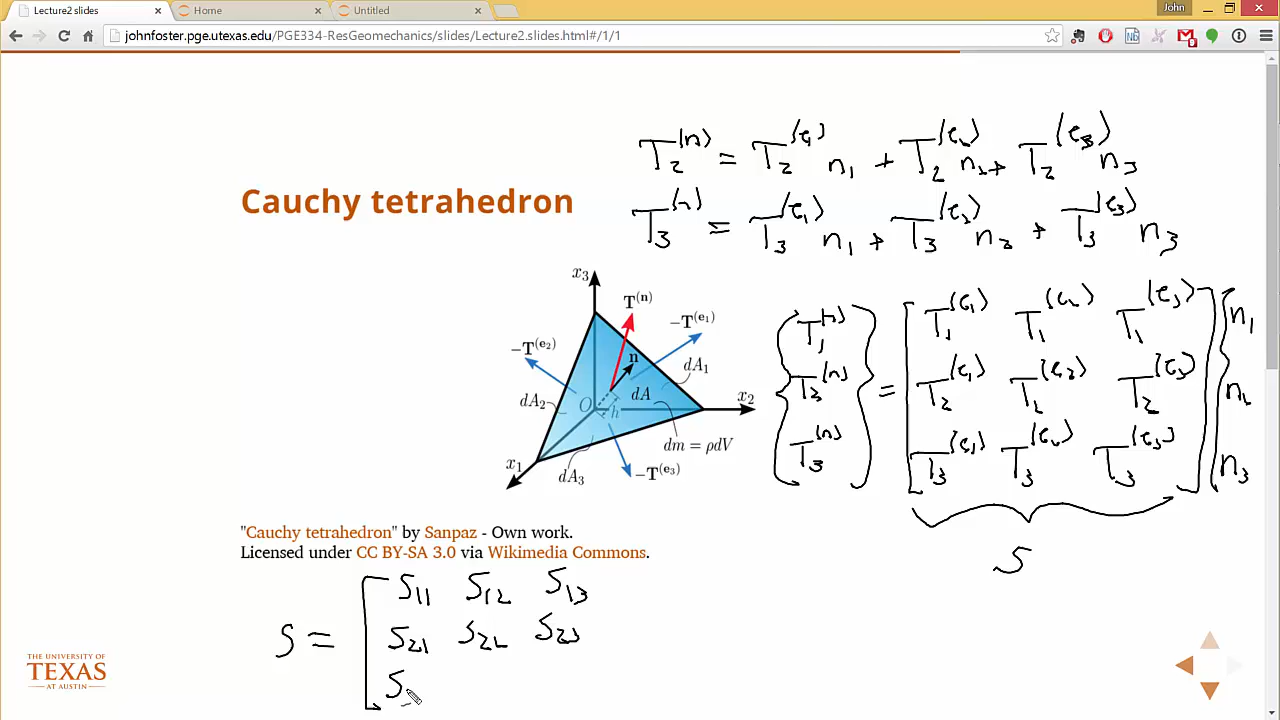 Lecture2 slides
Home
Untitled
John
johnfoster.pge.utexas.edu/PGE334-ResGeomechanics/slides/Lecture2.slides.html#/1/1
T₂⁽ⁿ⁾ = T₂⁽ᵉ¹⁾ n₁ + T₂⁽ᵉ²⁾ n₂ + T₂⁽ᵉ³⁾ n₃
T₃⁽ⁿ⁾ = T₃⁽ᵉ¹⁾ n₁ + T₃⁽ᵉ²⁾ n₂ + T₃⁽ᵉ³⁾ n₃
Cauchy tetrahedron
x₃
T⁽ⁿ⁾
-T⁽ᵉ¹⁾
-T⁽ᵉ²⁾
n
dA₁
dA₂
O
h
dA
x₂
dm = ρdV
x₁
dA₃
-T⁽ᵉ³⁾
T₁⁽ⁿ⁾ T₁⁽ᵉ¹⁾ T₁⁽ᵉ²⁾ T₁⁽ᵉ³⁾ n₁
T₃⁽ⁿ⁾ = T₂⁽ᵉ¹⁾ T₂⁽ᵉ²⁾ T₂⁽ᵉ³⁾ n₂
T₃⁽ⁿ⁾ T₃⁽ᵉ¹⁾ T₃⁽ᵉ²⁾ T₃⁽ᵉ³⁾ n₃
S
"Cauchy tetrahedron" by Sanpaz - Own work.
Licensed under CC BY-SA 3.0 via Wikimedia Commons.
S₁₁ S₁₂ S₁₃
S = S₂₁ S₂₂ S₂₃
S
THE UNIVERSITY OF
TEXAS
AT AUSTIN